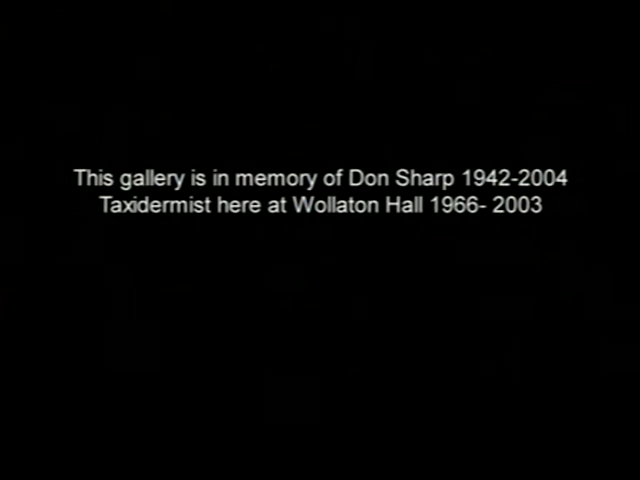 This gallery is in memory of Don Sharp 1942-2004
Taxidermist here at Wollaton Hall 1966- 2003